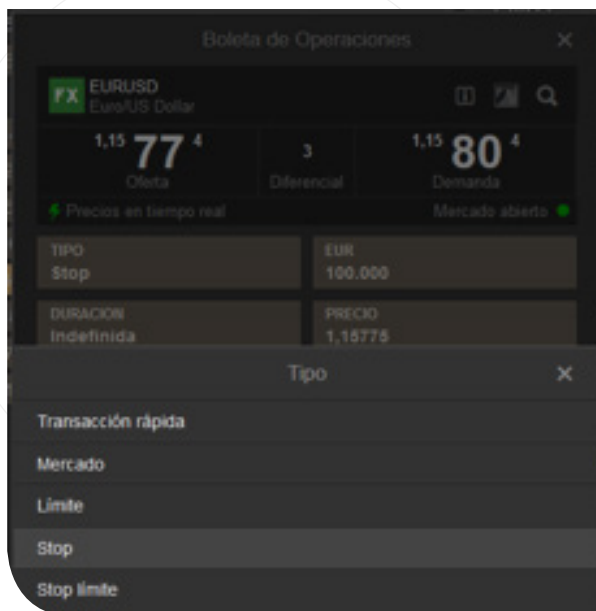 Boleta de Operaciones
FX EURUSD
Euro/US Dollar
1,15 77 4 3 1,15 80 4
Oferta Diferencial Demanda
Precios en tiempo real Mercado abierto
TIPO EUR
Stop 100.000
DURACION PRECIO
Indefinida 1,15775
Tipo
Transacción rápida
Mercado
Límite
Stop
Stop límite